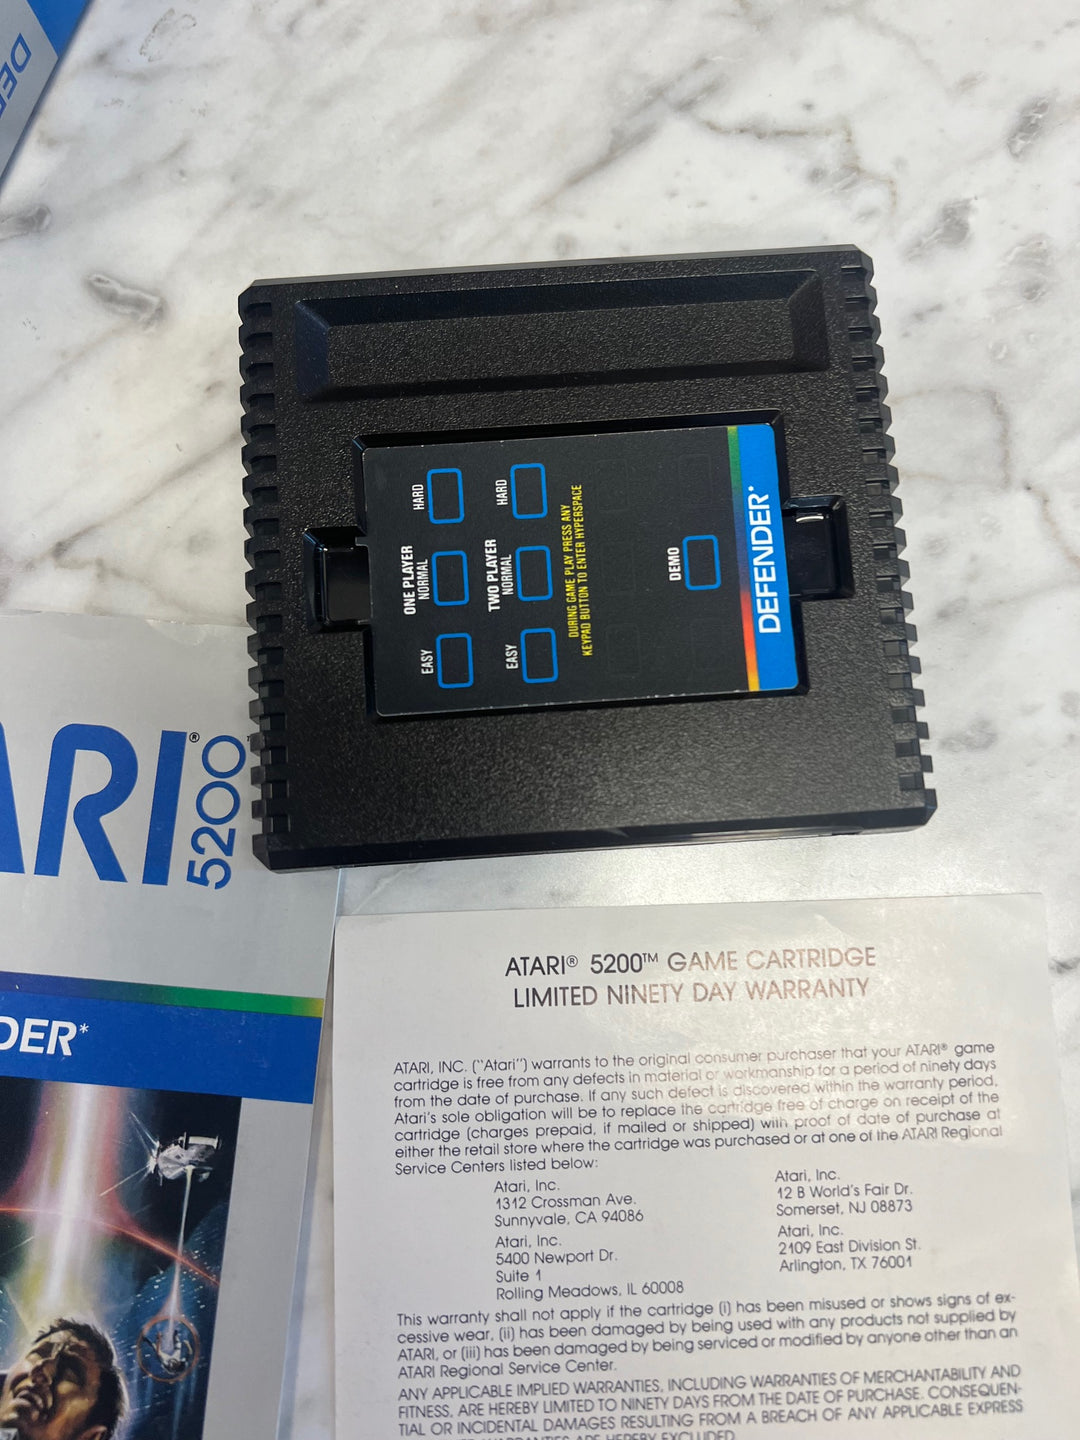 DEF
ONE PLAYER
EASY NORMAL HARD
TWO PLAYER
EASY NORMAL HARD
DURING GAME PLAY PRESS ANY
KEYPAD BUTTON TO ENTER HYPERSPACE
DEMO
DEFENDER*
ARI®
5200
DER*
ATARI® 5200™ GAME CARTRIDGE
LIMITED NINETY DAY WARRANTY
ATARI, INC. ("Atari") warrants to the original consumer purchaser that your ATARI® game
cartridge is free from any defects in material or workmanship for a period of ninety days
from the date of purchase. If any such defect is discovered within the warranty period,
Atari's sole obligation will be to replace the cartridge free of charge on receipt of the
cartridge (charges prepaid, if mailed or shipped) with proof of date of purchase at
either the retail store where the cartridge was purchased or at one of the ATARI Regional
Service Centers listed below:
Atari, Inc.
1312 Crossman Ave.
Sunnyvale, CA 94086
Atari, Inc.
5400 Newport Dr.
Suite 1
Rolling Meadows, IL 60008
Atari, Inc.
12 B World's Fair Dr.
Somerset, NJ 08873
Atari, Inc.
2109 East Division St.
Arlington, TX 76001
This warranty shall not apply if the cartridge (i) has been misused or shows signs of ex-
cessive wear, (ii) has been damaged by being used with any products not supplied by
ATARI, or (iii) has been damaged by being serviced or modified by anyone other than an
ATARI Regional Service Center.
ANY APPLICABLE IMPLIED WARRANTIES, INCLUDING WARRANTIES OF MERCHANTABILITY AND
FITNESS, ARE HEREBY LIMITED TO NINETY DAYS FROM THE DATE OF PURCHASE. CONSEQUEN-
TIAL OR INCIDENTAL DAMAGES RESULTING FROM A BREACH OF ANY APPLICABLE EXPRESS
WARRANTIES ARE HEREBY EXCLUDED.